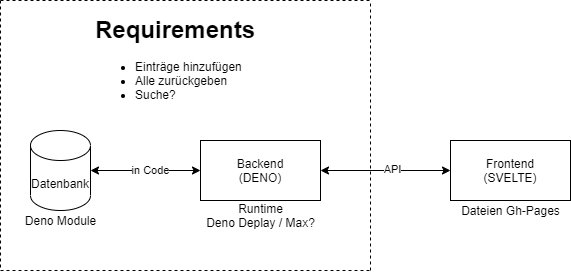 Requirements
Einträge hinzufügen
Alle zurückgeben
Suche?
Datenbank
Deno Module
in Code
Backend
(DENO)
Runtime
Deno Deplay / Max?
API
Frontend
(SVELTE)
Dateien Gh-Pages